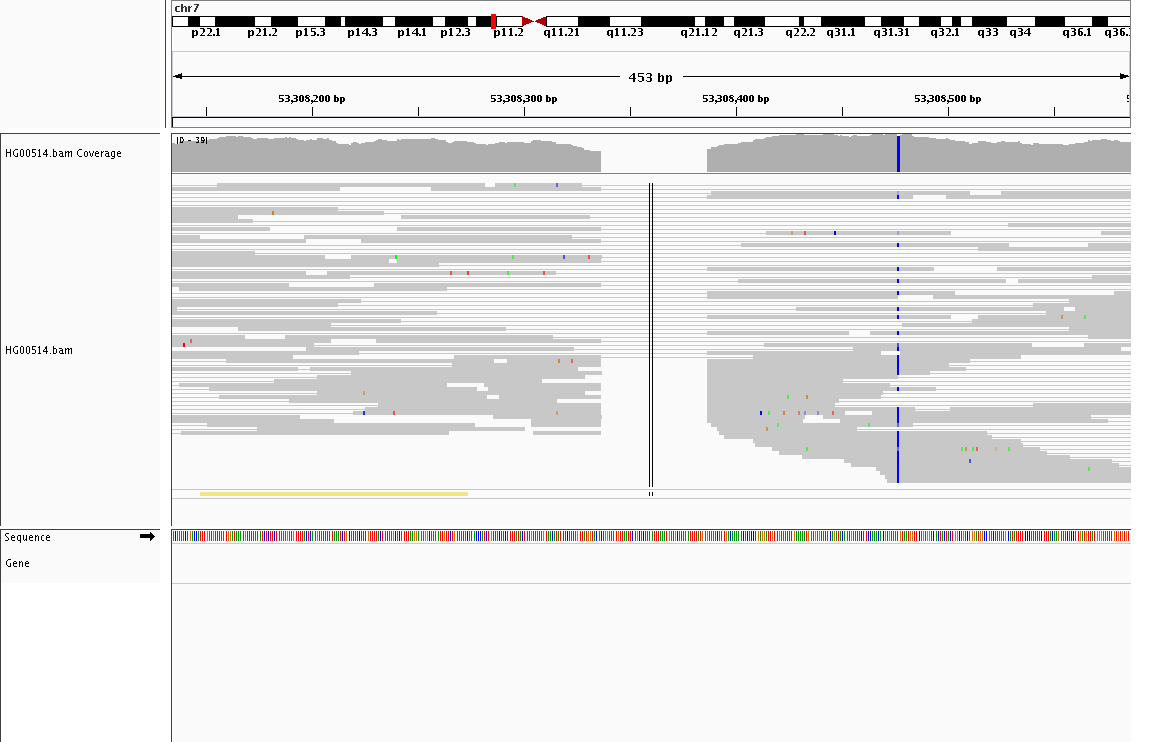 chr7
p22.1 p21.2 p15.3 p14.3 p14.1 p12.3 p11.2 q11.21 q11.23 q21.12 q21.3 q22.2 q31.1 q31.31 q32.1 q33 q34 q36.1 q36.
453 bp
53,308,200 bp 53,308,300 bp 53,308,400 bp 53,308,500 bp
[0 - 39]
HG00514.bam Coverage
HG00514.bam
Sequence
Gene